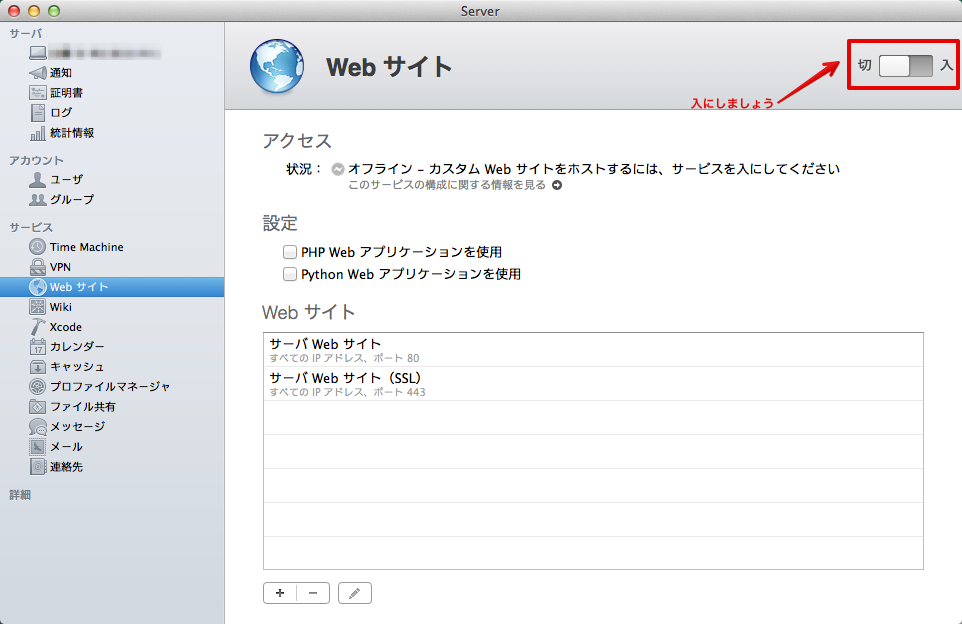 Server
サーバ
通知
証明書
ログ
統計情報
アカウント
ユーザ
グループ
サービス
Time Machine
VPN
Web サイト
Wiki
Xcode
カレンダー
キャッシュ
プロファイルマネージャ
ファイル共有
メッセージ
メール
連絡先
詳細
Web サイト
切 入
入にしましょう
アクセス
状況： オフライン – カスタム Web サイトをホストするには、サービスを入にしてください
このサービスの構成に関する情報を見る
設定
PHP Web アプリケーションを使用
Python Web アプリケーションを使用
Web サイト
サーバ Web サイト
すべての IP アドレス、ポート 80
サーバ Web サイト（SSL）
すべての IP アドレス、ポート 443